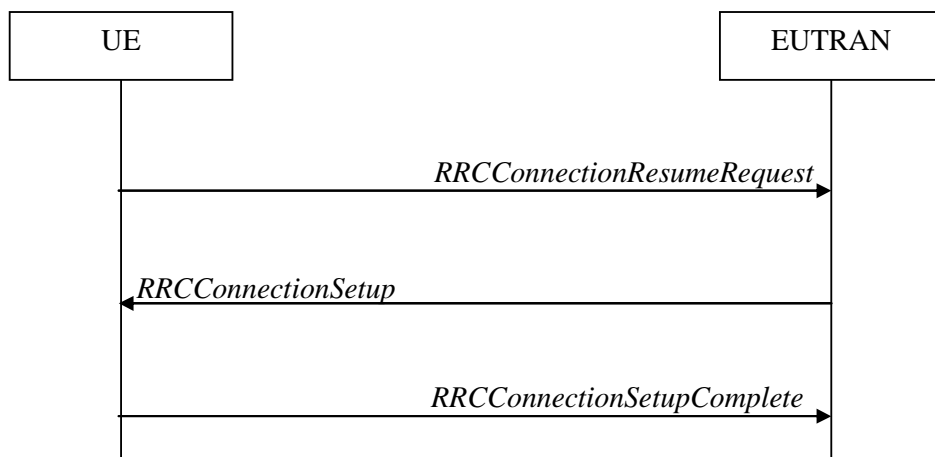 UE
EUTRAN
RRCConnectionResumeRequest
RRCConnectionSetup
RRCConnectionSetupComplete